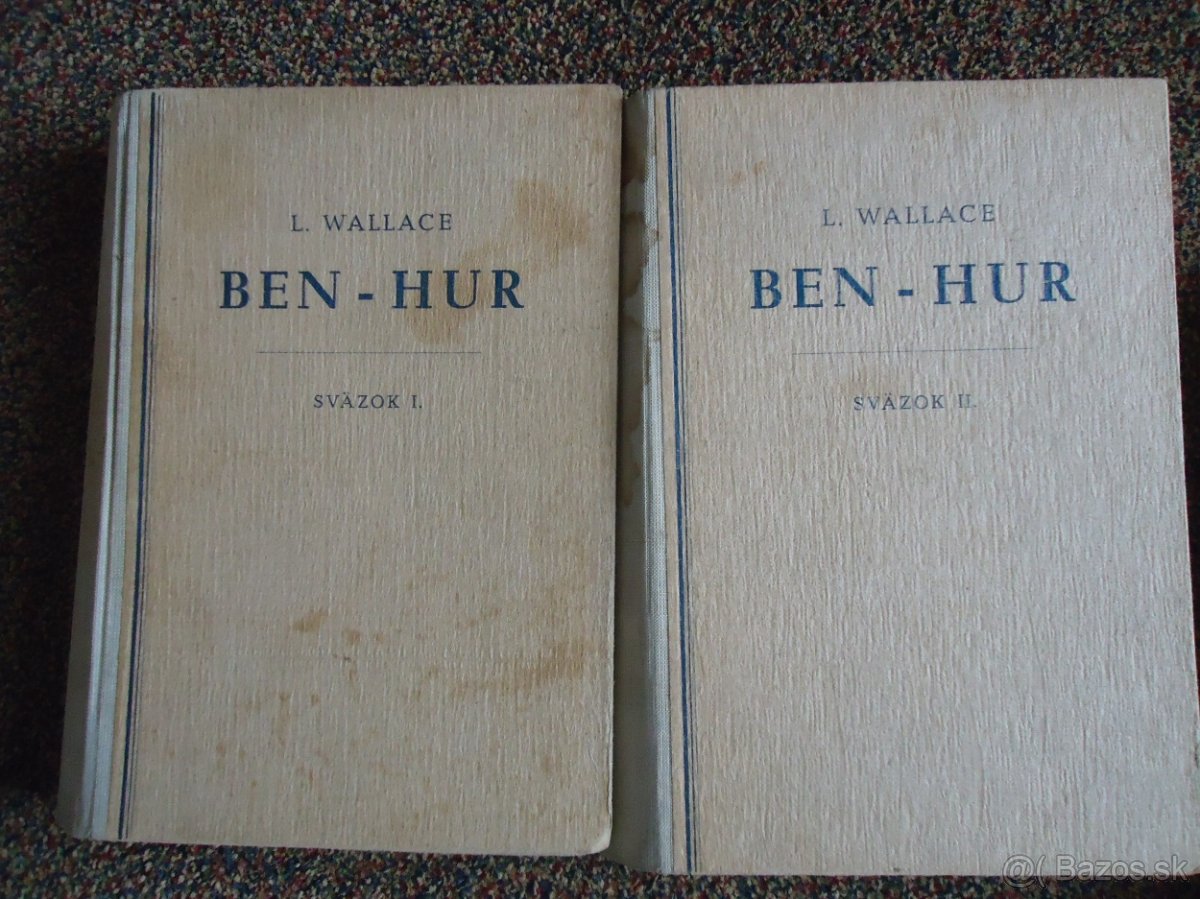 L. WALLACE
BEN - HUR
SVÄZOK I.
L. WALLACE
BEN - HUR
SVÄZOK II.
@( Bazos.sk